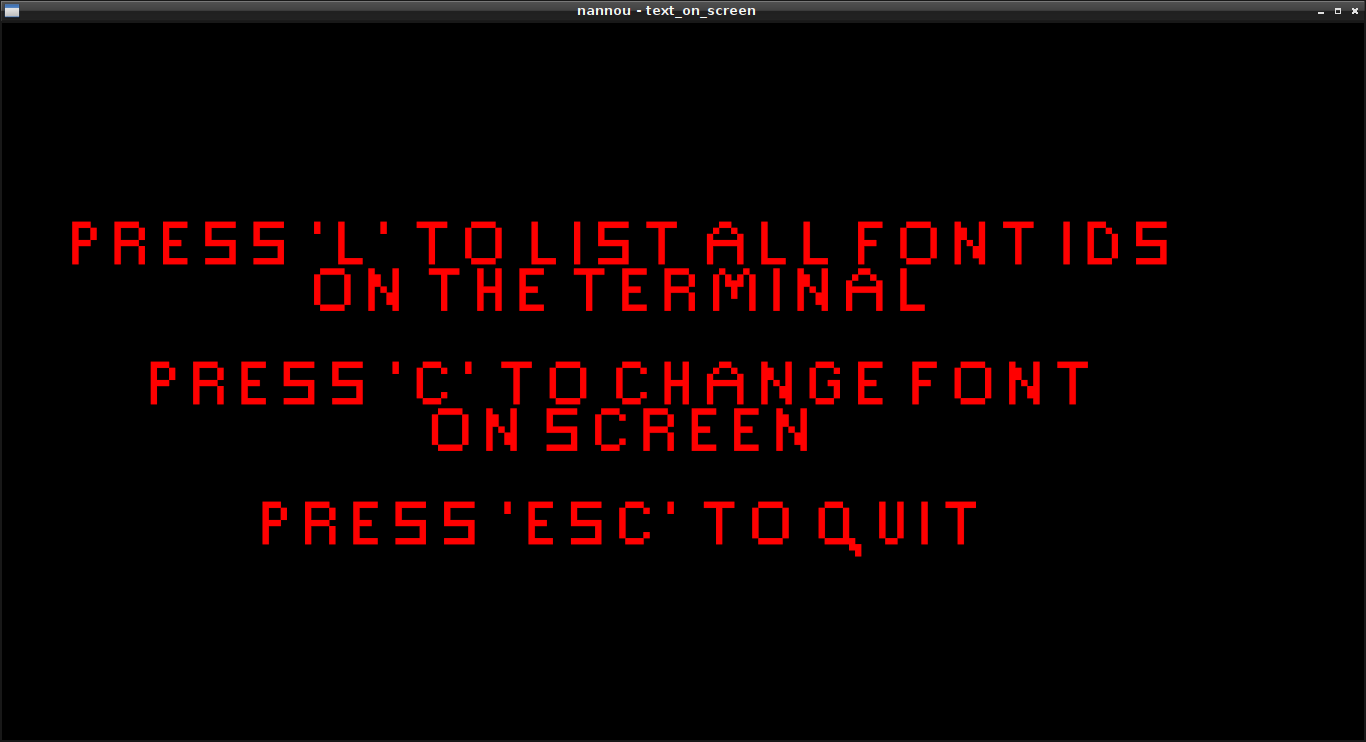 nannou - text_on_screen
PRESS 'L' TO LIST ALL FONT IDS
ON THE TERMINAL
PRESS 'C' TO CHANGE FONT
ON SCREEN
PRESS 'ESC' TO QUIT